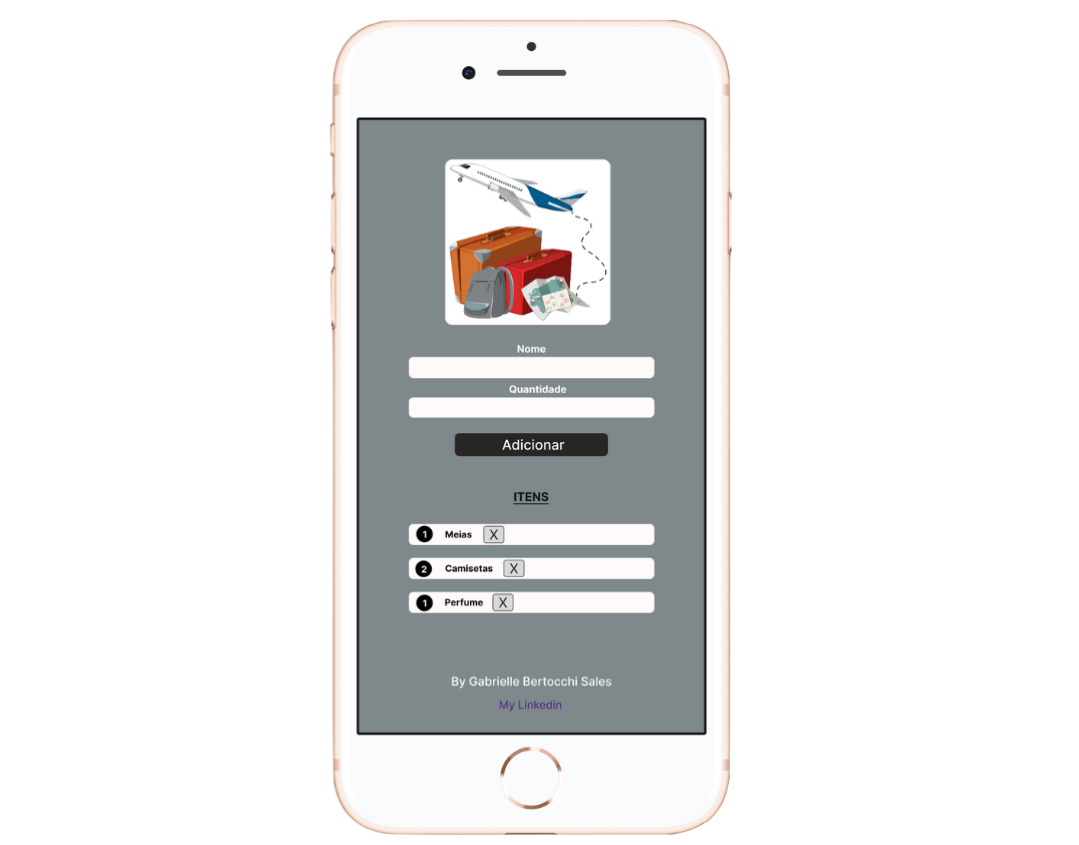 Nome
Quantidade
Adicionar
ITENS
1 Meias X
2 Camisetas X
1 Perfume X
By Gabrielle Bertocchi Sales
My Linkedin